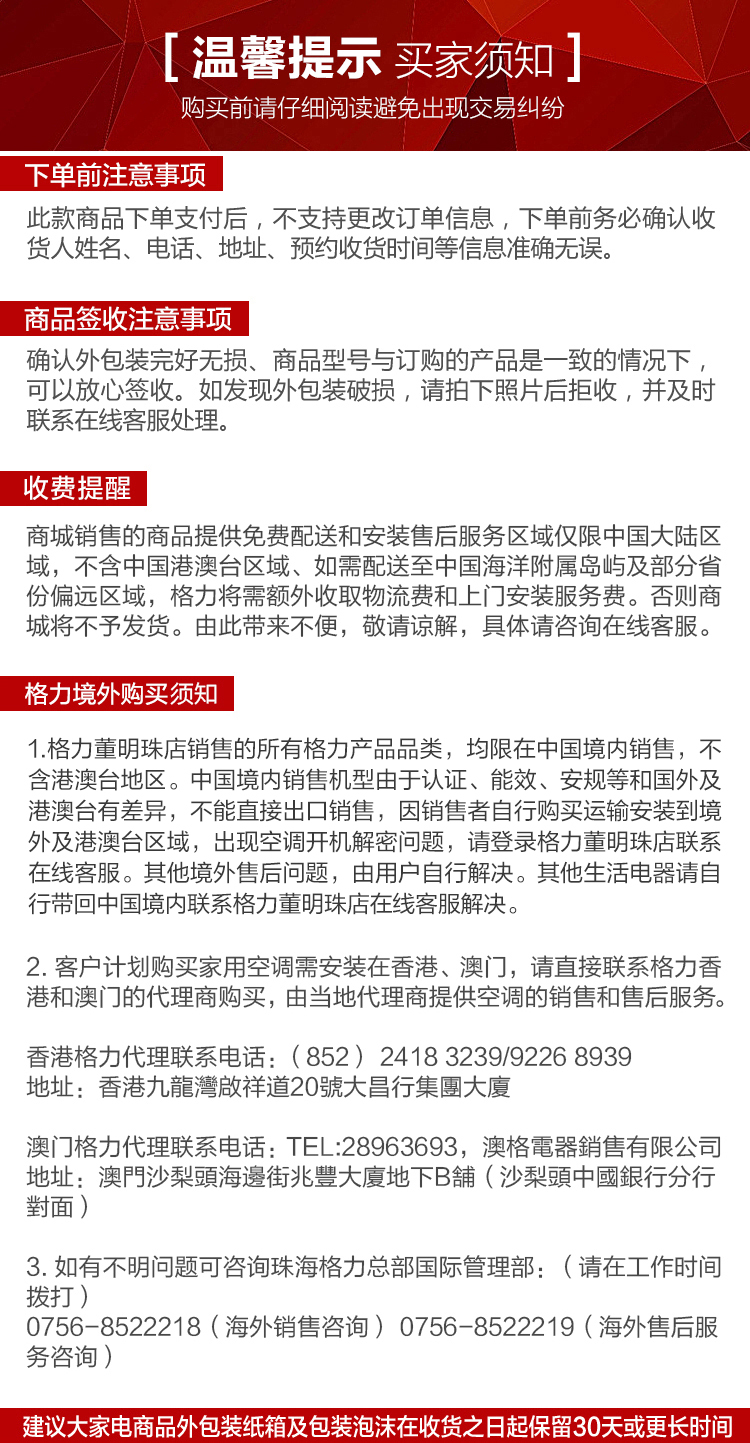 [ 温馨提示 买家须知 ]
购买前请仔细阅读避免出现交易纠纷
下单前注意事项
此款商品下单支付后，不支持更改订单信息，下单前务必确认收
货人姓名、电话、地址、预约收货时间等信息准确无误。
商品签收注意事项
确认外包装完好无损、商品型号与订购的产品是一致的情况下，
可以放心签收。如发现外包装破损，请拍下照片后拒收，并及时
联系在线客服处理。
收费提醒
商城销售的商品提供免费配送和安装售后服务区域仅限中国大陆区
域，不含中国港澳台区域、如需配送至中国海洋附属岛屿及部分省
份偏远区域，格力将需额外收取物流费和上门安装服务费。否则商
城将不予发货。由此带来不便，敬请谅解，具体请咨询在线客服。
格力境外购买须知
1.格力董明珠店销售的所有格力产品品类，均限在中国境内销售，不
含港澳台地区。中国境内销售机型由于认证、能效、安规等和国外及
港澳台有差异，不能直接出口销售，因销售者自行购买运输安装到境
外及港澳台区域，出现空调开机解密问题，请登录格力董明珠店联系
在线客服。其他境外售后问题，由用户自行解决。其他生活电器请自
行带回中国境内联系格力董明珠店在线客服解决。
2. 客户计划购买家用空调需安装在香港、澳门，请直接联系格力香
港和澳门的代理商购买，由当地代理商提供空调的销售和售后服务。
香港格力代理联系电话：（852） 2418 3239/9226 8939
地址：香港九龍灣啟祥道20號大昌行集團大廈
澳门格力代理联系电话：TEL:28963693，澳格電器銷售有限公司
地址：澳門沙梨頭海邊街兆豐大廈地下B舖（沙梨頭中國銀行分行
對面）
3. 如有不明问题可咨询珠海格力总部国际管理部：（请在工作时间
拨打）
0756-8522218（海外销售咨询） 0756-8522219（海外售后服
务咨询）
建议大家电商品外包装纸箱及包装泡沫在收货之日起保留30天或更长时间